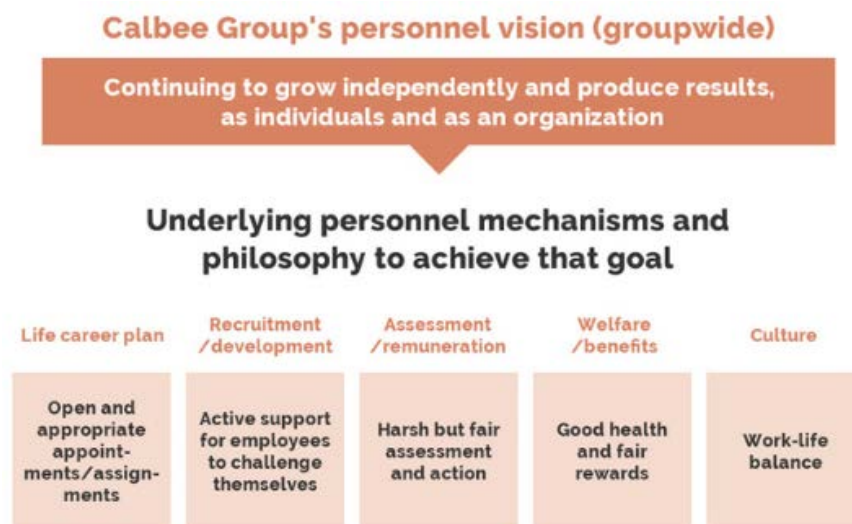 Calbee Group's personnel vision (groupwide)
Continuing to grow independently and produce results,
as individuals and as an organization
Underlying personnel mechanisms and
philosophy to achieve that goal
Life career plan
Open and
appropriate
appoint-
ments/assign-
ments
Recruitment
/development
Active support
for employees
to challenge
themselves
Assessment
/remuneration
Harsh but fair
assessment
and action
Welfare
/benefits
Good health
and fair
rewards
Culture
Work-life
balance